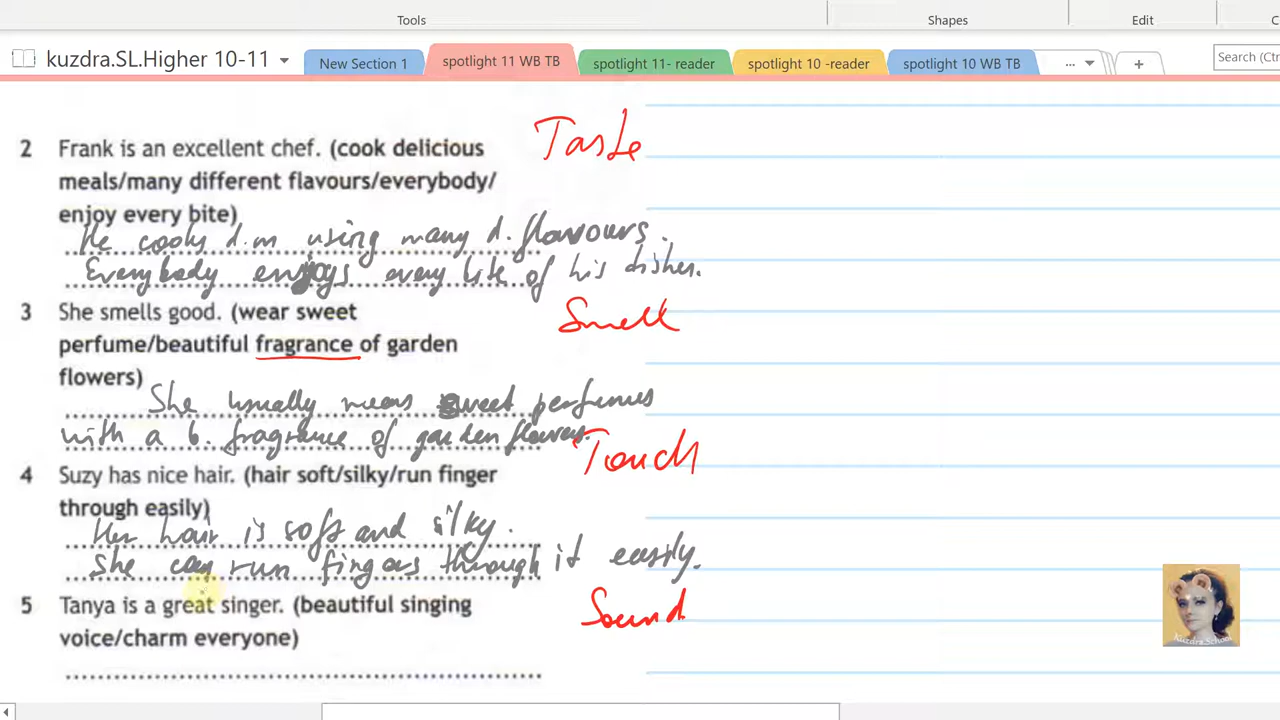 Tools
Shapes
Edit
C
kuzdra.SL.Higher 10-11
New Section 1
spotlight 11 WB TB
spotlight 11- reader
spotlight 10 -reader
spotlight 10 WB TB
...
+
Search (Ctr
Taste
2 Frank is an excellent chef. (cook delicious
meals/many different flavours/everybody/
enjoy every bite)
He cooks d.m using many d. flavours.
Everybody enjoys every bite of his dishes.
3 She smells good. (wear sweet
Smell
perfume/beautiful fragrance of garden
flowers)
She usually wears sweet perfumes
with a b. fragrance of garden flowers.
Touch
4 Suzy has nice hair. (hair soft/silky/run finger
through easily)
Her hair is soft and silky.
She can run fingers through it easily.
5 Tanya is a great singer. (beautiful singing
Sound
voice/charm everyone)
Kuzdra.School